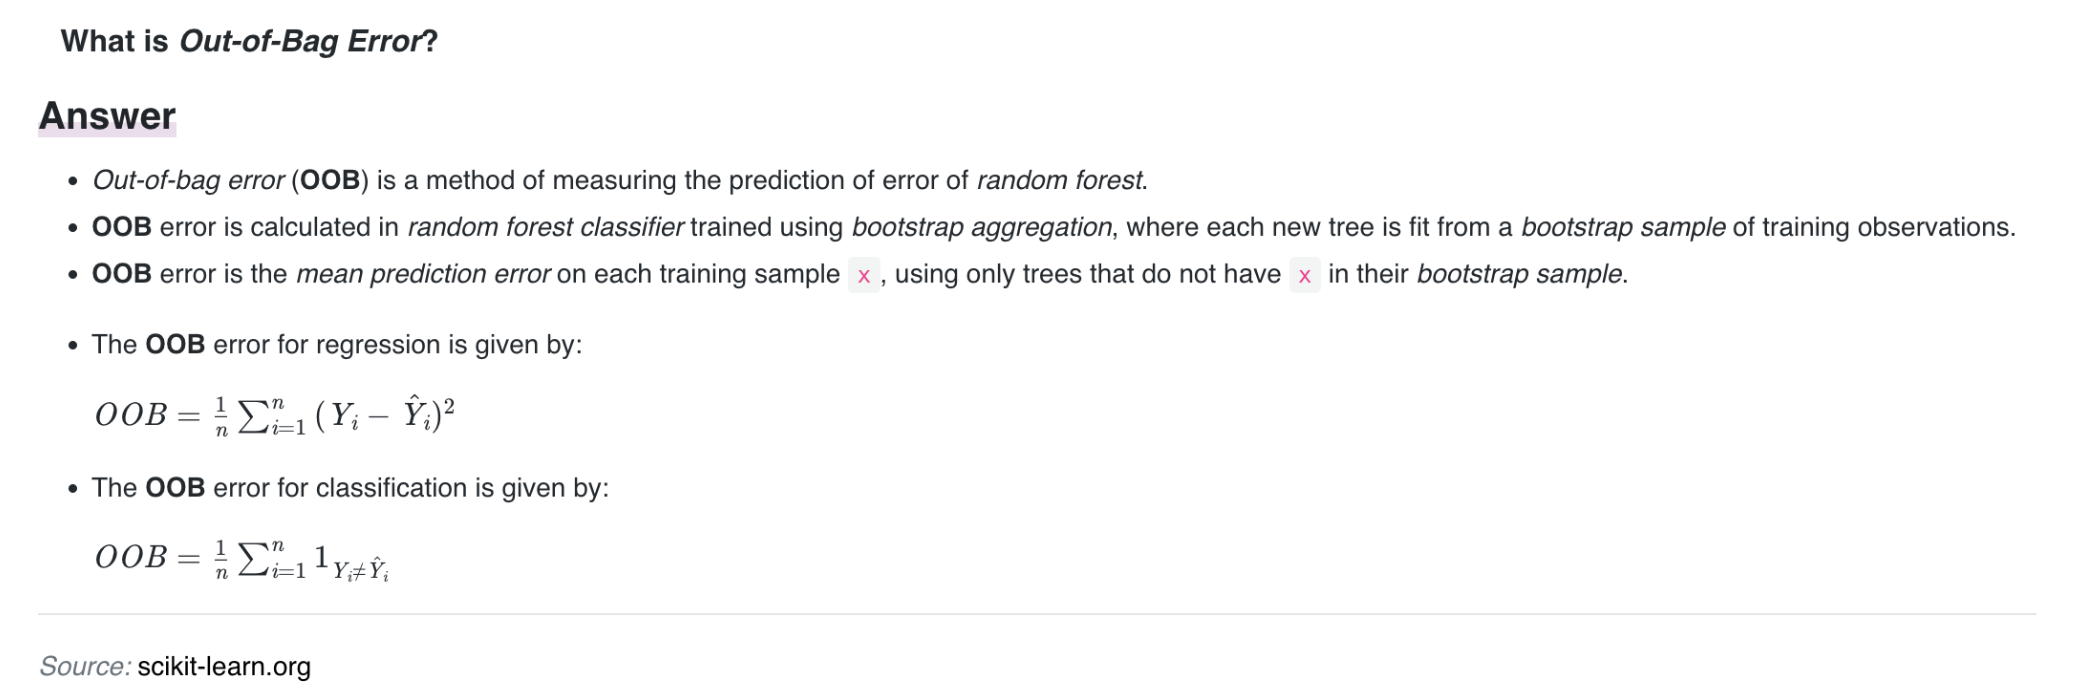 What is Out-of-Bag Error?
Answer
• Out-of-bag error (OOB) is a method of measuring the prediction of error of random forest.
• OOB error is calculated in random forest classifier trained using bootstrap aggregation, where each new tree is fit from a bootstrap sample of training observations.
• OOB error is the mean prediction error on each training sample x , using only trees that do not have x in their bootstrap sample.
• The OOB error for regression is given by:
$OOB = \frac{1}{n} \sum_{i=1}^{n} (Y_i - \hat{Y}_i)^2$
• The OOB error for classification is given by:
$OOB = \frac{1}{n} \sum_{i=1}^{n} 1_{Y_i \neq \hat{Y}_i}$
Source: scikit-learn.org